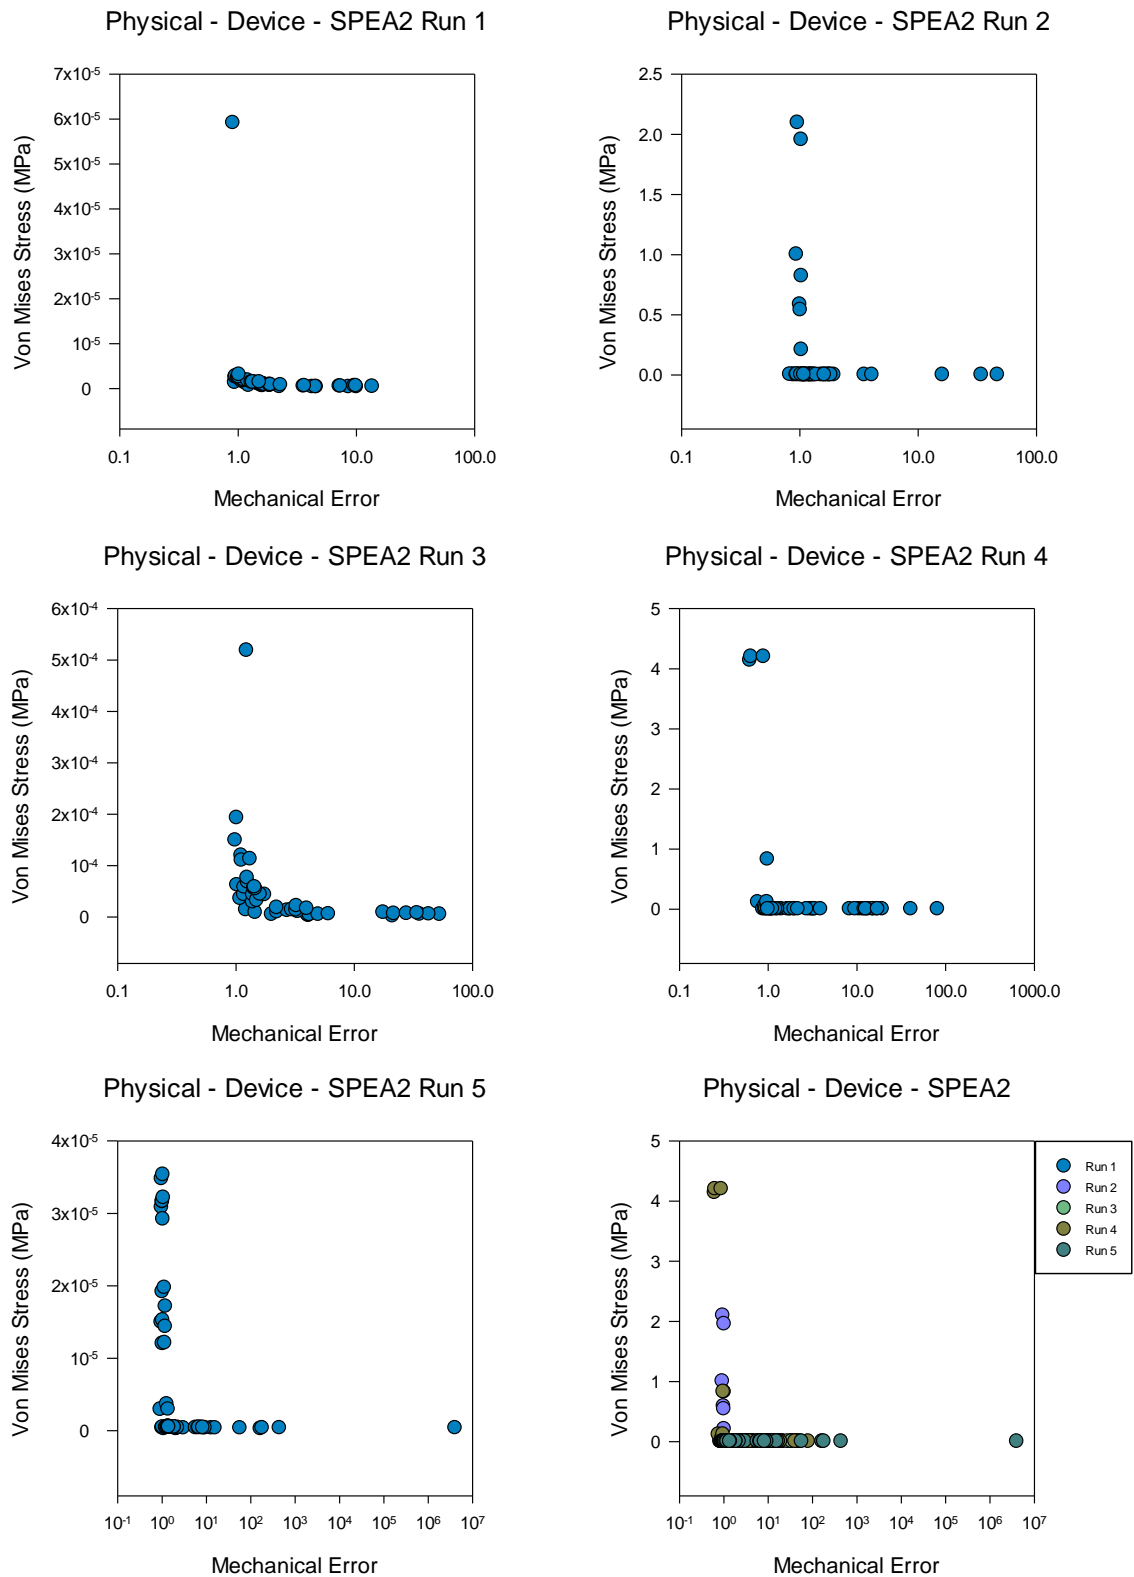 Physical - Device - SPEA2 Run 1
Von Mises Stress (MPa)
7x10-5
6x10-5
5x10-5
4x10-5
3x10-5
2x10-5
10-5
0
0.1 1.0 10.0 100.0
Mechanical Error
Physical - Device - SPEA2 Run 2
Von Mises Stress (MPa)
2.5
2.0
1.5
1.0
0.5
0.0
0.1 1.0 10.0 100.0
Mechanical Error
Physical - Device - SPEA2 Run 3
Von Mises Stress (MPa)
6x10-4
5x10-4
4x10-4
3x10-4
2x10-4
10-4
0
0.1 1.0 10.0 100.0
Mechanical Error
Physical - Device - SPEA2 Run 4
Von Mises Stress (MPa)
5
4
3
2
1
0
0.1 1.0 10.0 100.0 1000.0
Mechanical Error
Physical - Device - SPEA2 Run 5
Von Mises Stress (MPa)
4x10-5
3x10-5
2x10-5
10-5
0
10-1 100 101 102 103 104 105 106 107
Mechanical Error
Physical - Device - SPEA2
Von Mises Stress (MPa)
5
4
3
2
1
0
10-1 100 101 102 103 104 105 106 107
Mechanical Error
Run 1
Run 2
Run 3
Run 4
Run 5